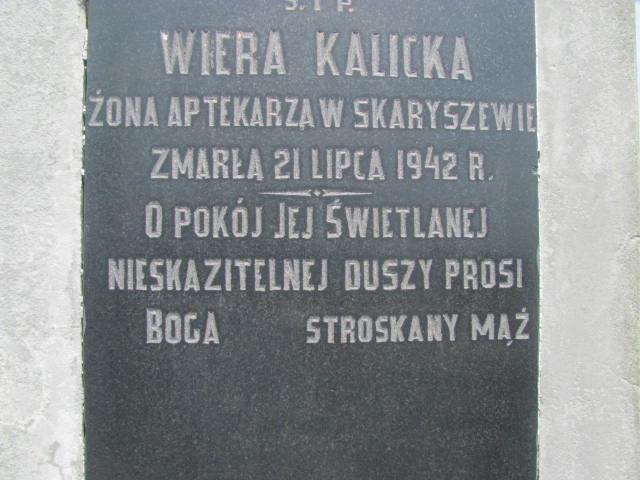 Ś. I P.
WIERA KALICKA
ŻONA APTEKARZA W SKARYSZEWIE
ZMARŁA 21 LIPCA 1942 R.
O POKÓJ JEJ ŚWIETLANEJ
NIESKAZITELNEJ DUSZY PROSI
BOGA STROSKANY MĄŻ